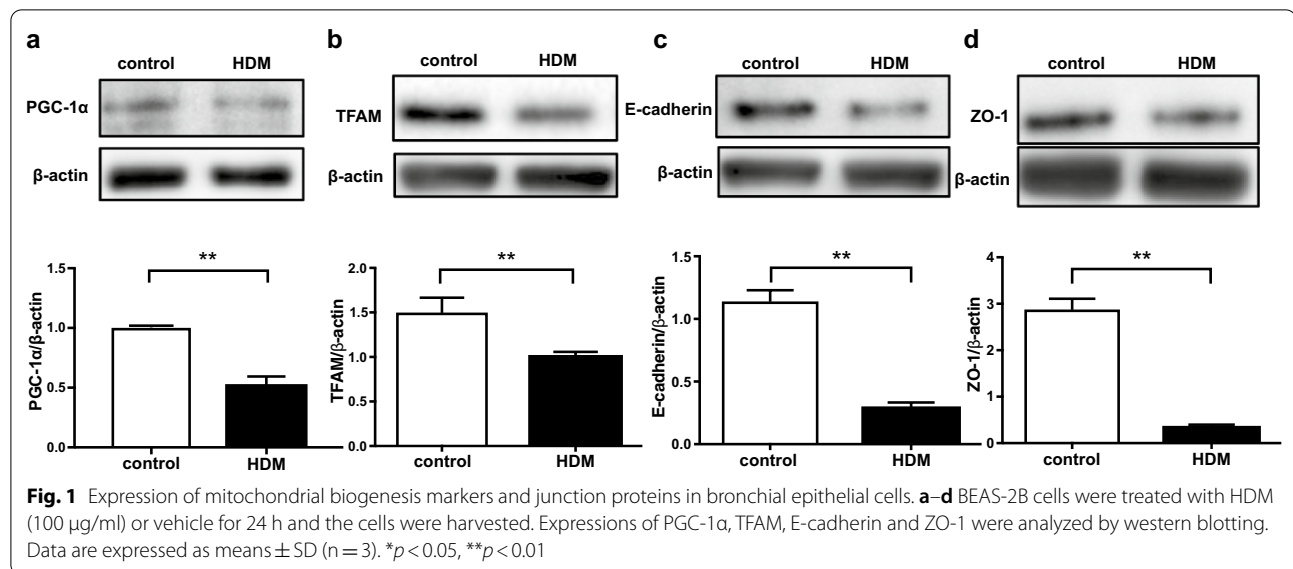 a
control HDM
PGC-1α
β-actin
**
PGC-1α/β-actin
1.5
1.0
0.5
0.0
control HDM
b
control HDM
TFAM
β-actin
**
TFAM/β-actin
2.0
1.5
1.0
0.5
0.0
control HDM
c
control HDM
E-cadherin
β-actin
**
E-cadherin/β-actin
1.5
1.0
0.5
0.0
control HDM
d
control HDM
ZO-1
β-actin
**
ZO-1/β-actin
4
3
2
1
0
control HDM
Fig. 1 Expression of mitochondrial biogenesis markers and junction proteins in bronchial epithelial cells. a–d BEAS-2B cells were treated with HDM
(100 μg/ml) or vehicle for 24 h and the cells were harvested. Expressions of PGC-1α, TFAM, E-cadherin and ZO-1 were analyzed by western blotting.
Data are expressed as means ± SD (n = 3). *p < 0.05, **p < 0.01